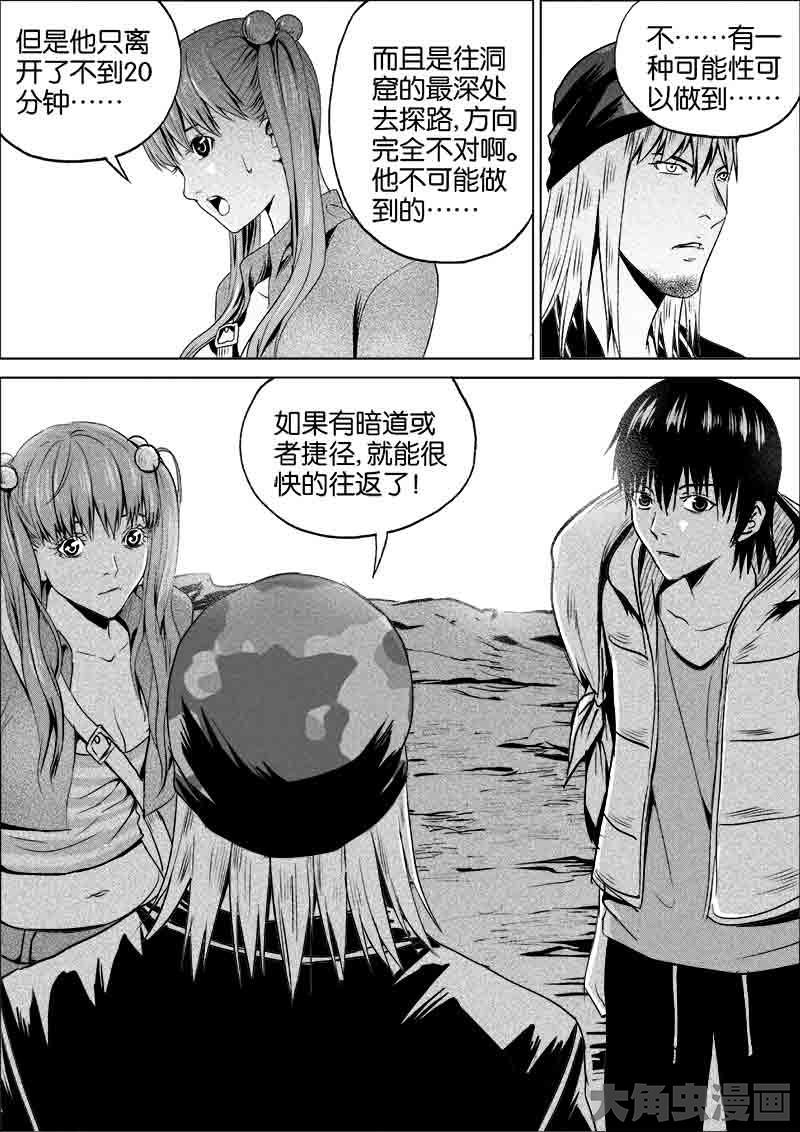 但是他只离
开了不到20
分钟……
而且是往洞
窟的最深处
去探路,方向
完全不对啊。
他不可能做
到的……
不……有一
种可能性可
以做到……
如果有暗道或
者捷径,就能很
快的往返了!
大角虫漫画